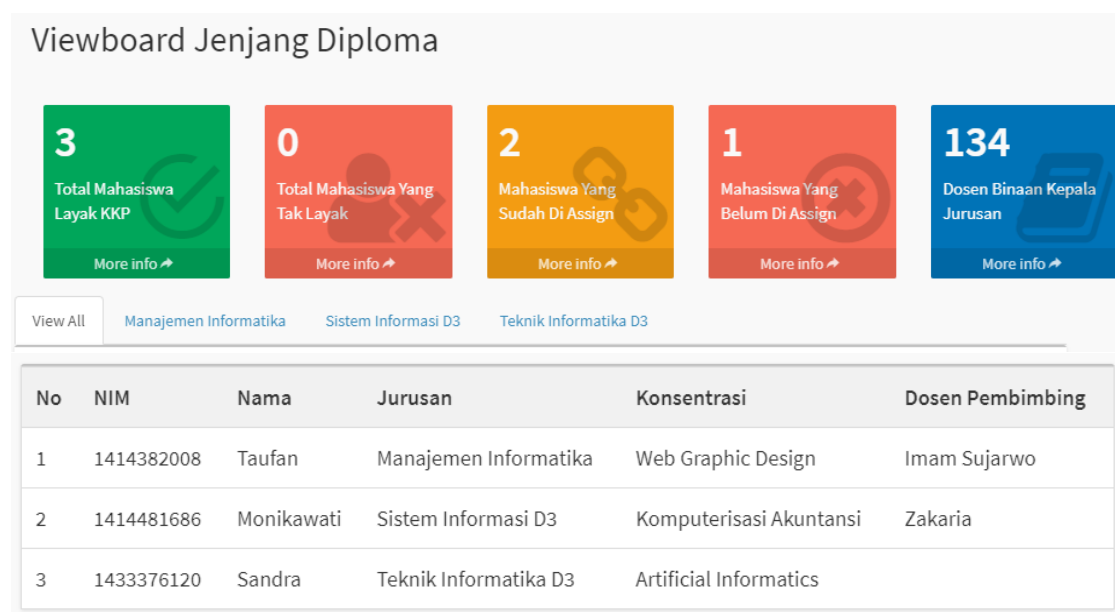 Viewboard Jenjang Diploma
3
Total Mahasiswa
Layak KKP
More info
0
Total Mahasiswa Yang
Tak Layak
More info
2
Mahasiswa Yang
Sudah Di Assign
More info
1
Mahasiswa Yang
Belum Di Assign
More info
134
Dosen Binaan Kepala
Jurusan
More info
View All Manajemen Informatika Sistem Informasi D3 Teknik Informatika D3
No NIM Nama Jurusan Konsentrasi Dosen Pembimbing
1 1414382008 Taufan Manajemen Informatika Web Graphic Design Imam Sujarwo
2 1414481686 Monikawati Sistem Informasi D3 Komputerisasi Akuntansi Zakaria
3 1433376120 Sandra Teknik Informatika D3 Artificial Informatics